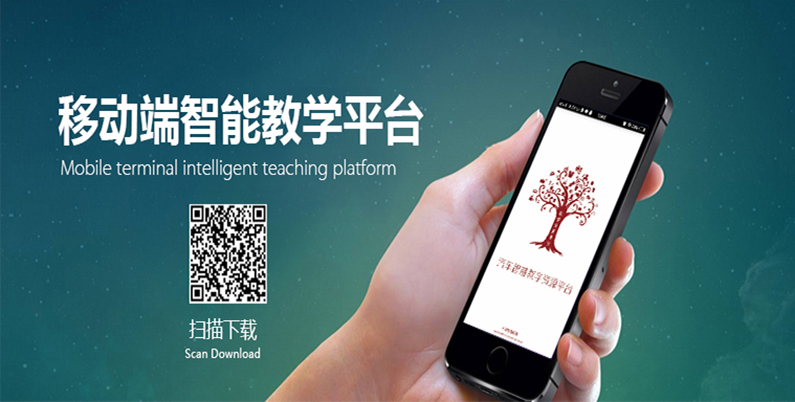 移动端智能教学平台
Mobile terminal intelligent teaching platform
扫描下载
Scan Download